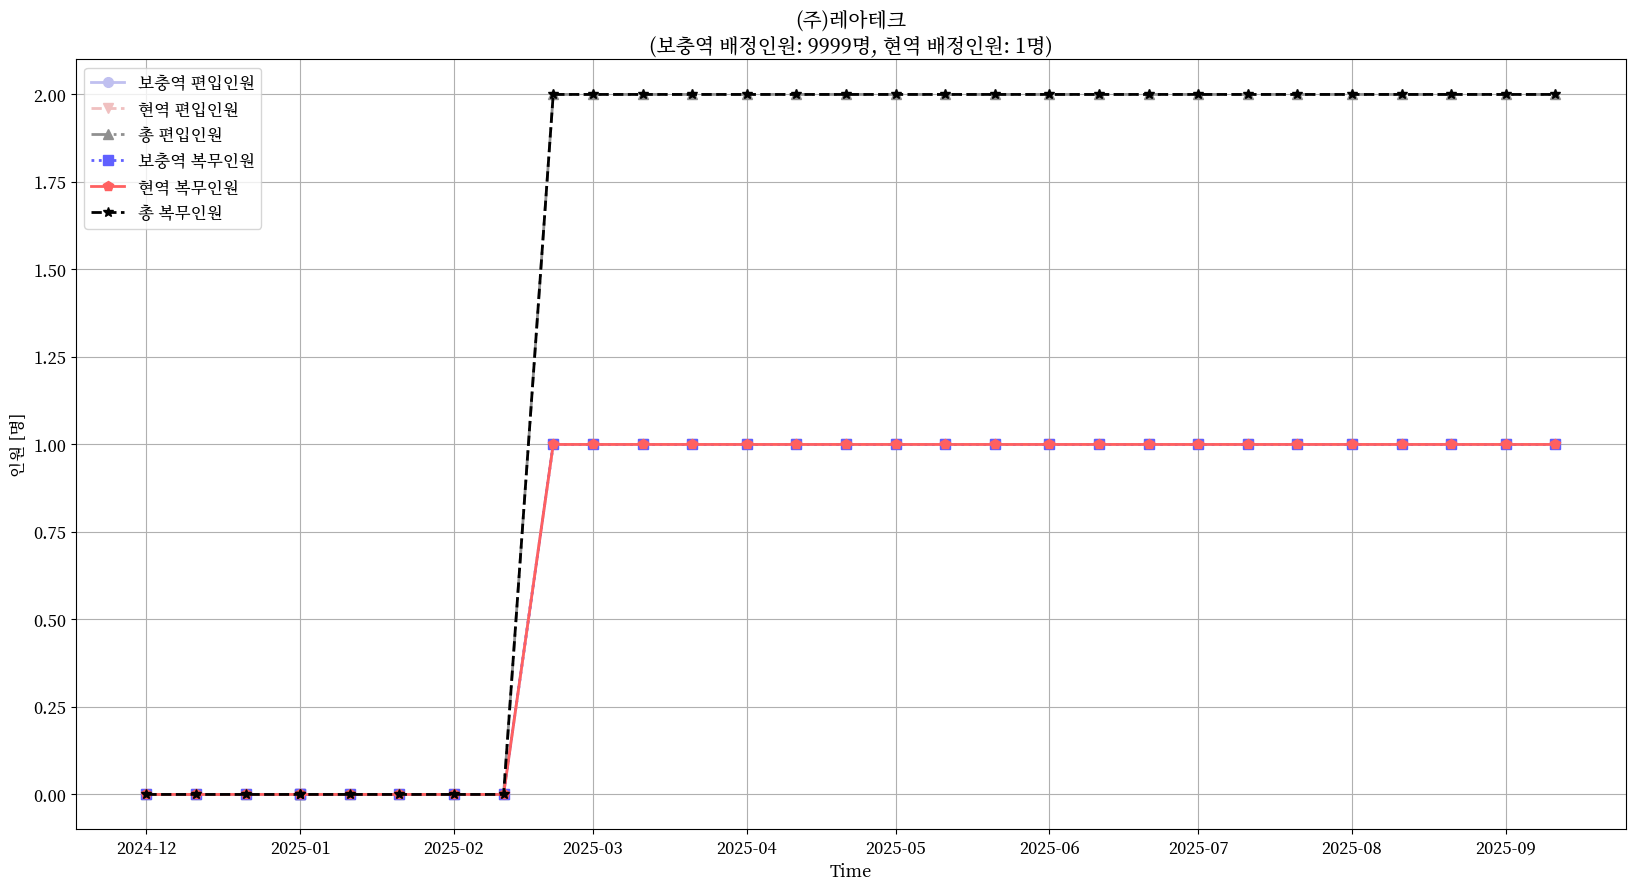 (주)레아테크
(보충역 배정인원: 9999명, 현역 배정인원: 1명)
보충역 편입인원
현역 편입인원
총 편입인원
보충역 복무인원
현역 복무인원
총 복무인원
2.00
1.75
1.50
1.25
1.00
0.75
0.50
0.25
0.00
인원 [명]
2024-12
2025-01
2025-02
2025-03
2025-04
2025-05
2025-06
2025-07
2025-08
2025-09
Time